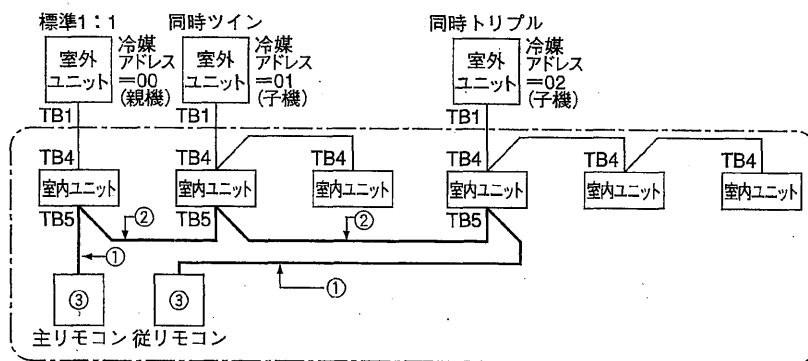 標準1:1
同時ツイン
同時トリプル
室外
ユニット
冷媒
アドレス
=00
(親機)
室外
ユニット
冷媒
アドレス
=01
(子機)
室外
ユニット
冷媒
アドレス
=02
(子機)
TB1
TB1
TB1
TB4
TB4
TB4
TB4
TB4
TB4
室内ユニット
室内ユニット
室内ユニット
室内ユニット
室内ユニット
室内ユニット
TB5
TB5
TB5
②
②
①
①
③
③
主リモコン
従リモコン